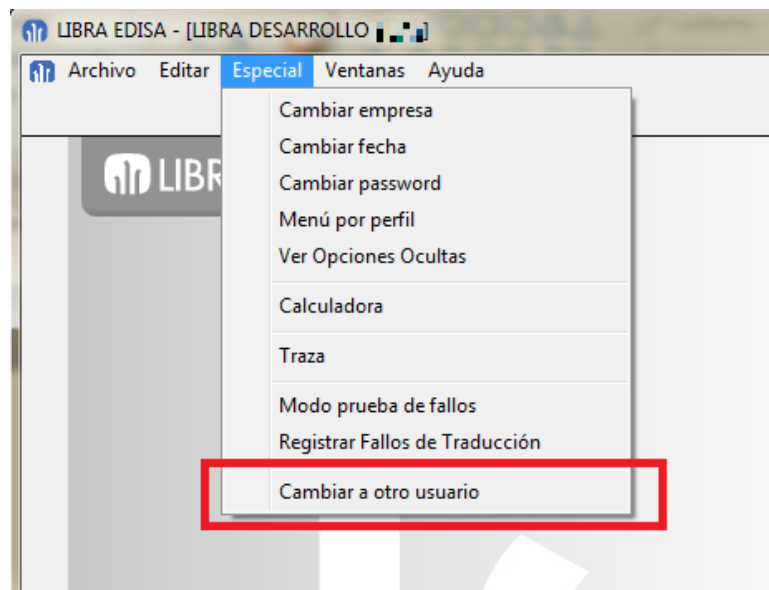 LIBRA EDISA - [LIBRA DESARROLLO
Archivo Editar Especial Ventanas Ayuda
LIBR
Cambiar empresa
Cambiar fecha
Cambiar password
Menú por perfil
Ver Opciones Ocultas
Calculadora
Traza
Modo prueba de fallos
Registrar Fallos de Traducción
Cambiar a otro usuario